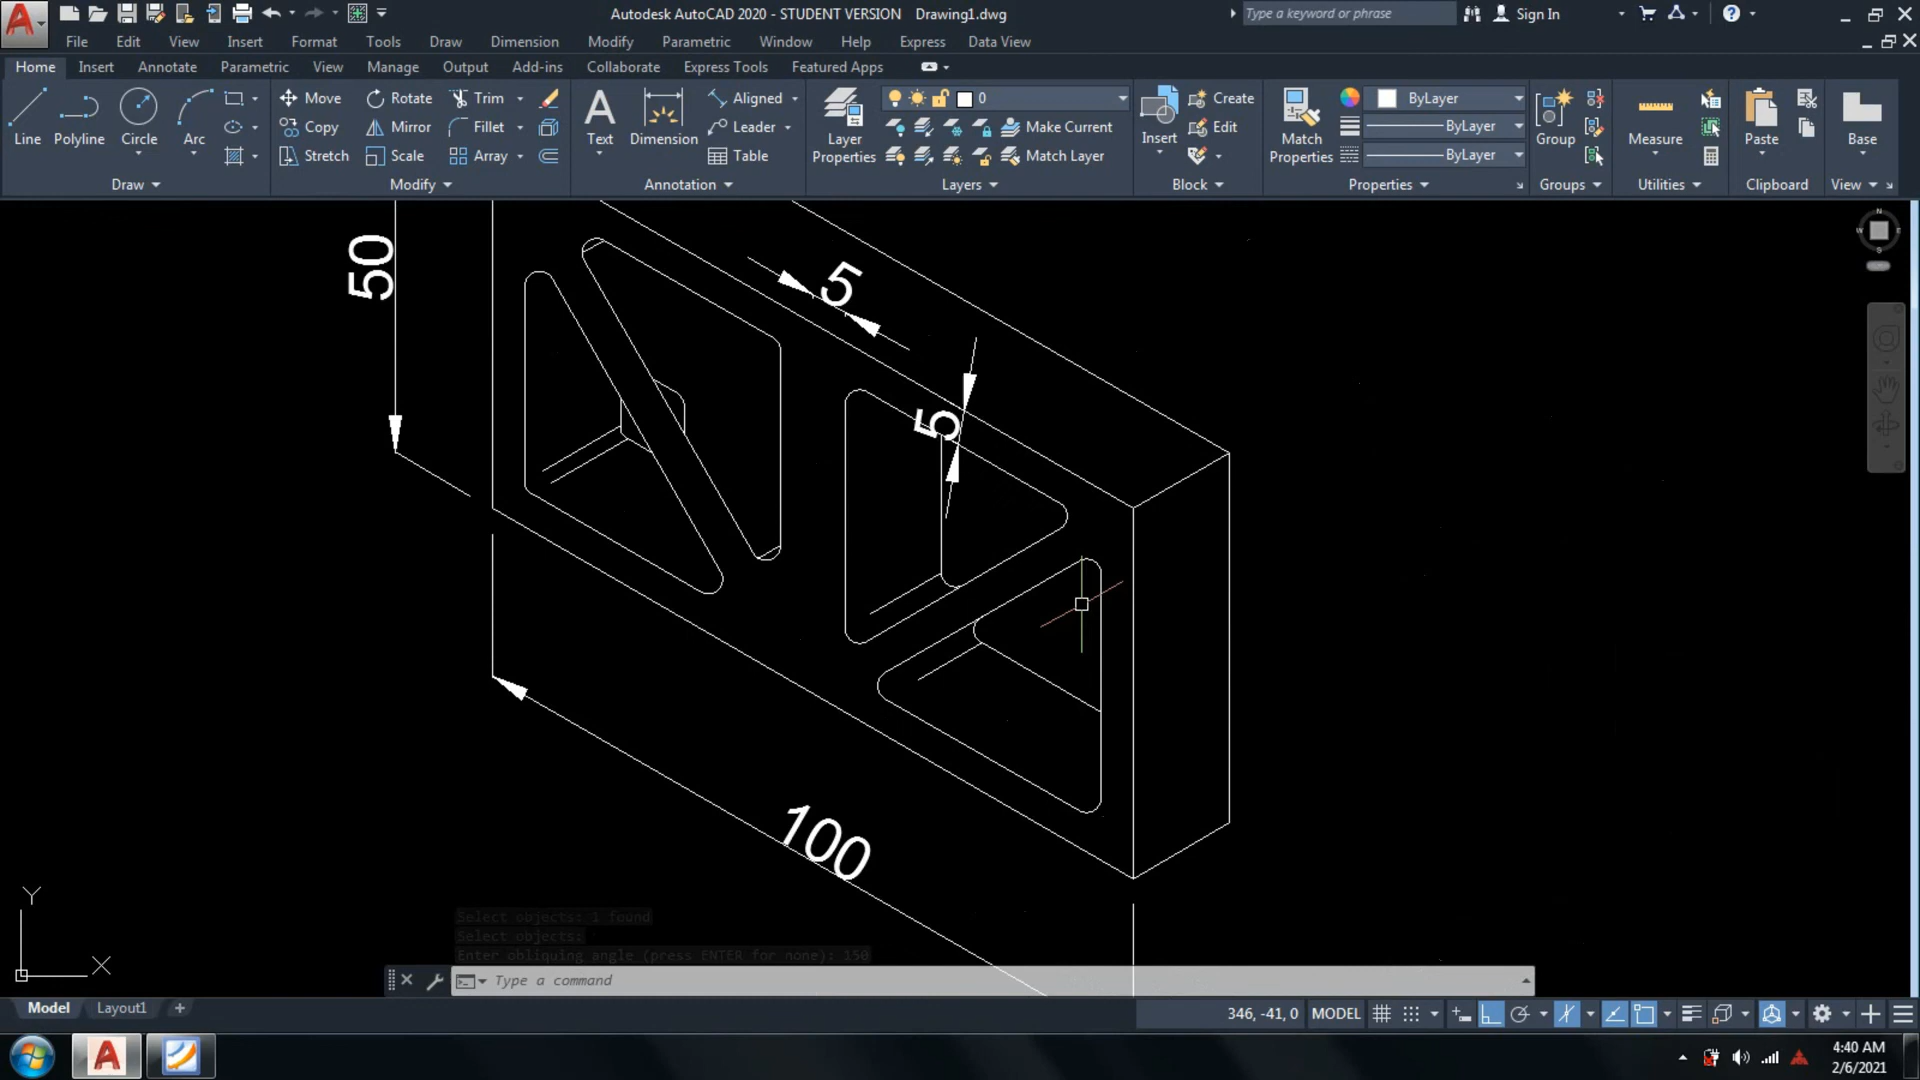 Autodesk AutoCAD 2020 - STUDENT VERSION Drawing1.dwg
Type a keyword or phrase
Sign In
File Edit View Insert Format Tools Draw Dimension Modify Parametric Window Help Express Data View
Home Insert Annotate Parametric View Manage Output Add-ins Collaborate Express Tools Featured Apps
Line
Polyline
Circle
Arc
Draw
Move Rotate Trim
Copy Mirror Fillet
Stretch Scale Array
Modify
Text
Dimension
Aligned
Leader
Table
Annotation
Layer
Properties
0
Make Current
Match Layer
Layers
Insert
Create
Edit
Block
Match
Properties
ByLayer
ByLayer
ByLayer
Properties
Group
Groups
Measure
Utilities
Paste
Clipboard
Base
View
N
W
E
S
50
5
5
100
Y
X
Select objects: 1 found
Select objects:
Enter obliquing angle (press ENTER for none): 150
Type a command
Model Layout1
346, -41, 0 MODEL
4:40 AM
2/6/2021